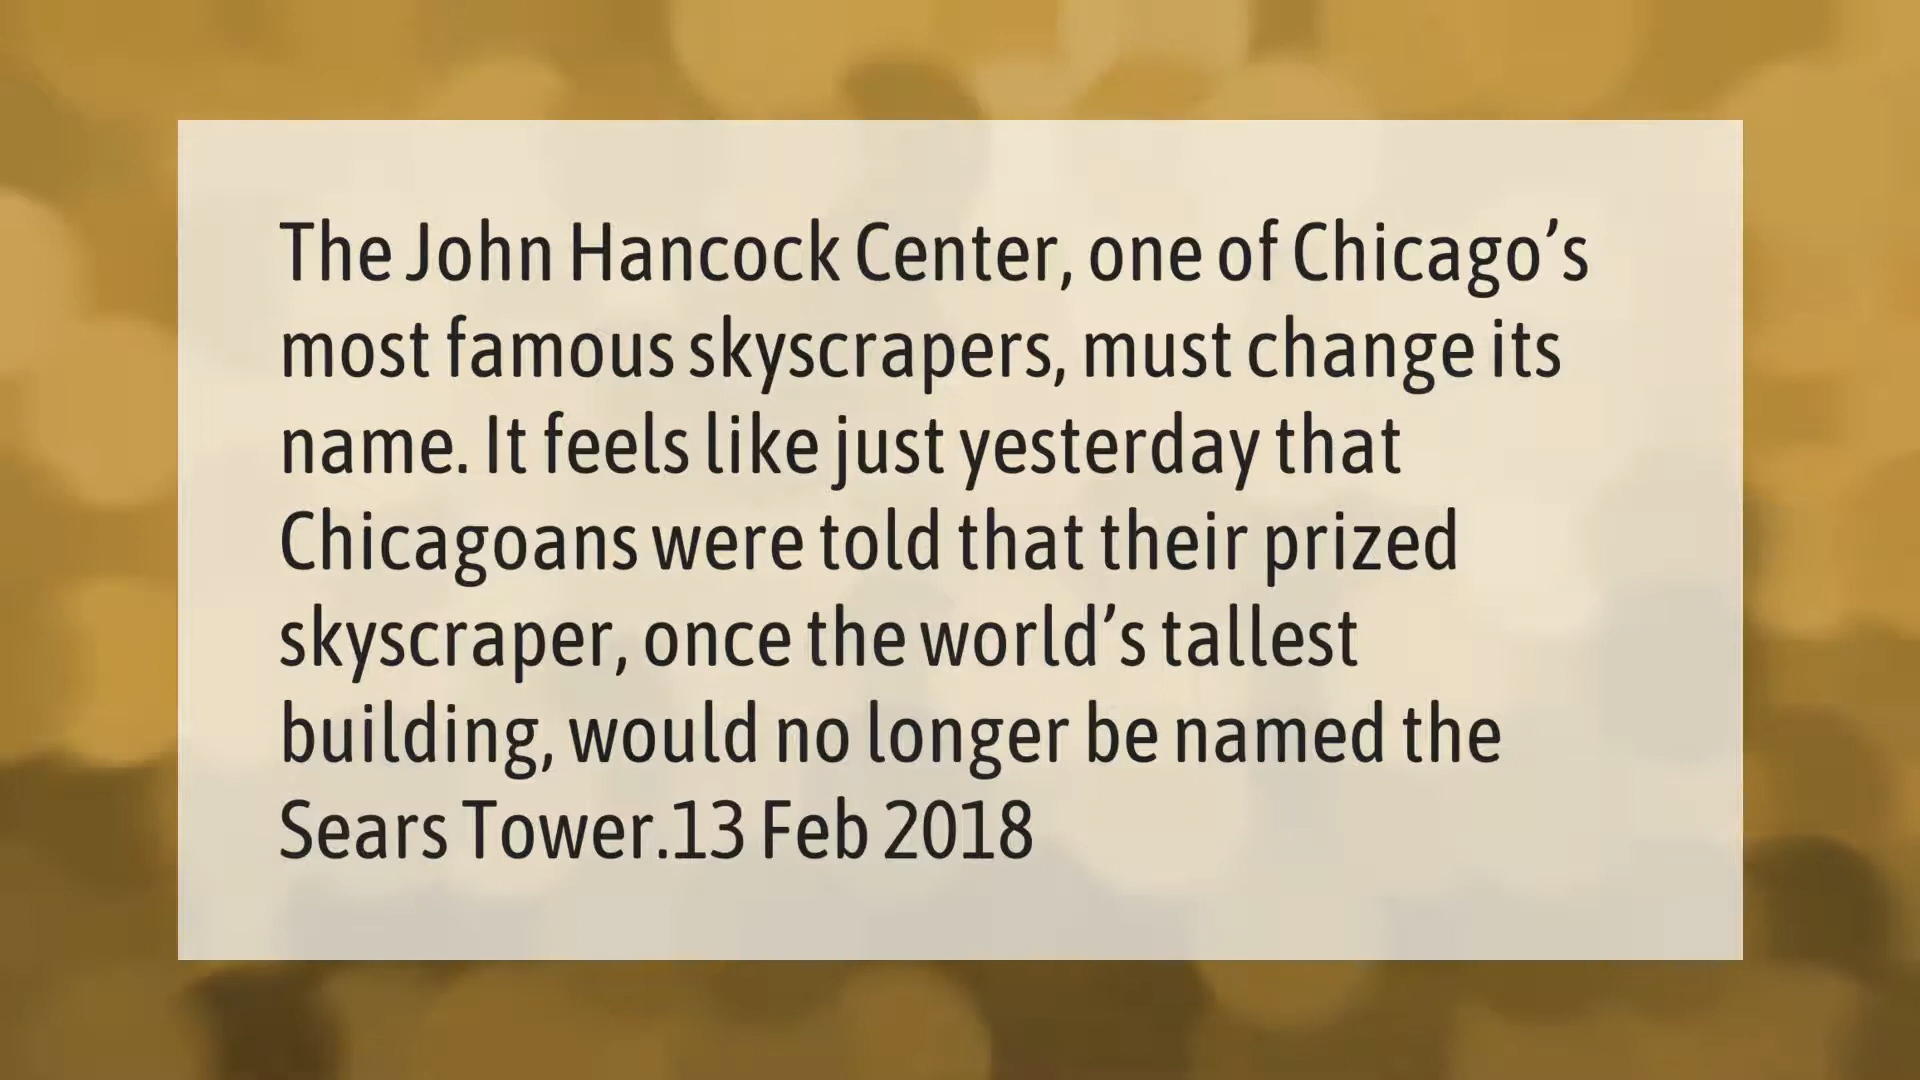 The John Hancock Center, one of Chicago’s
most famous skyscrapers, must change its
name. It feels like just yesterday that
Chicagoans were told that their prized
skyscraper, once the world’s tallest
building, would no longer be named the
Sears Tower.13 Feb 2018